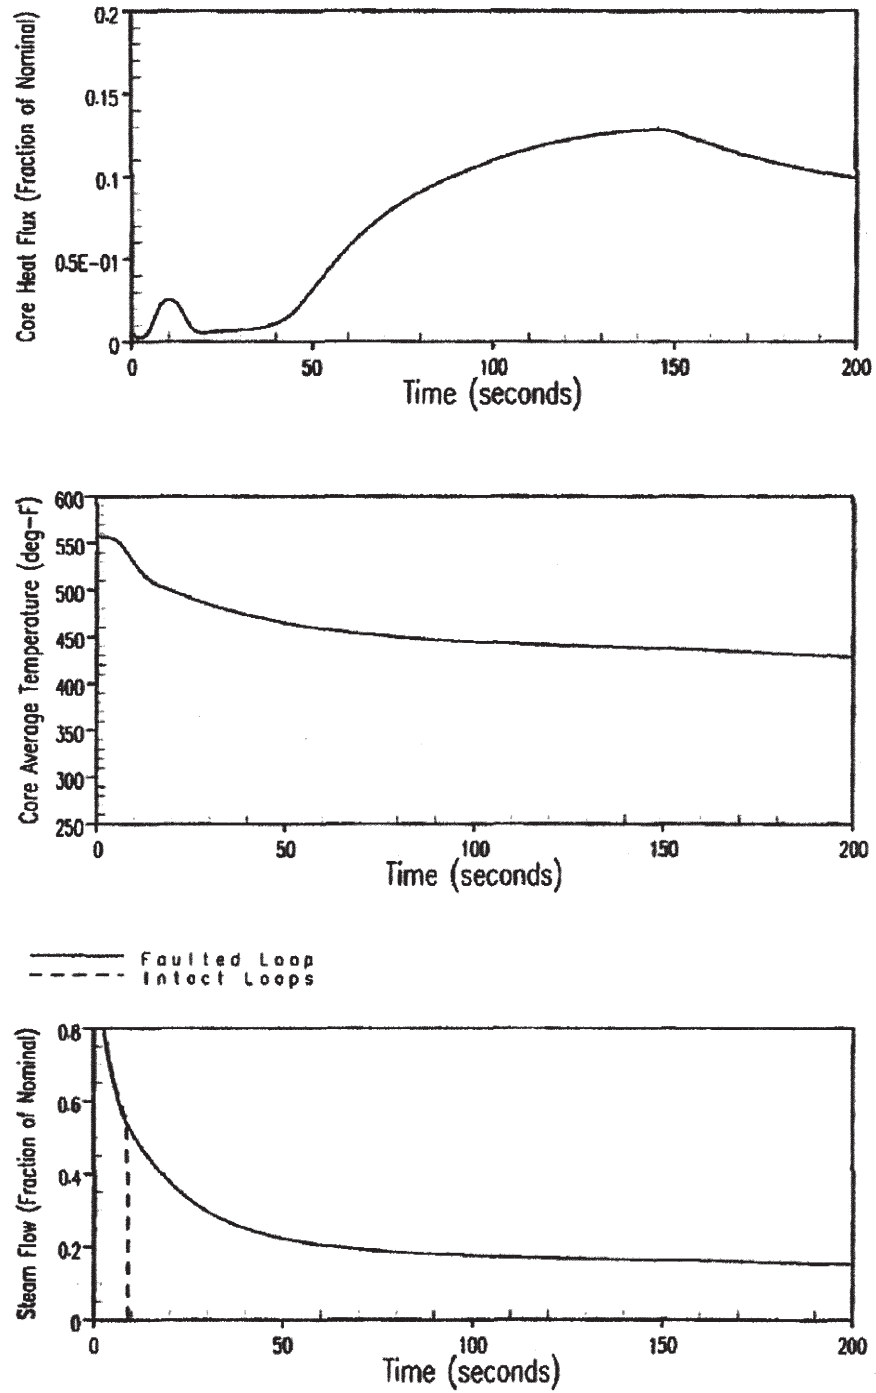 Core Heat Flux (Fraction of Nominal)
0.2
0.15
0.1
0.5E-01
0
0 50 100 150 200
Time (seconds)
Core Average Temperature (deg-F)
600
550
500
450
400
350
300
250
0 50 100 150 200
Time (seconds)
Faulted Loop
Intact Loops
Steam Flow (Fraction of Nominal)
0.8
0.6
0.4
0.2
0
0 50 100 150 200
Time (seconds)